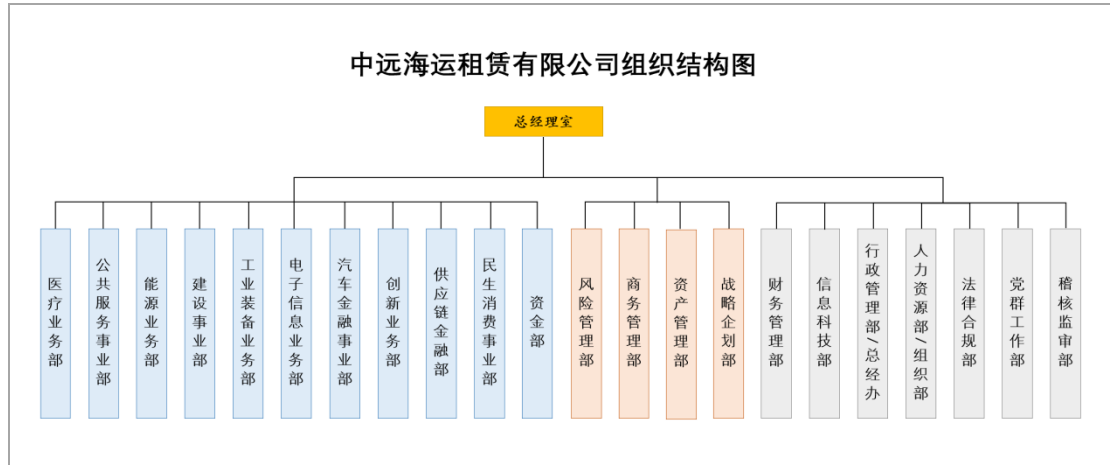 中远海运租赁有限公司组织结构图
总经理室
医疗业务部
公共服务事业部
能源业务部
建设事业部
工业装备业务部
电子信息业务部
汽车金融事业部
创新业务部
供应链金融部
民生消费事业部
资金部
风险管理部
商务管理部
资产管理部
战略企划部
财务管理部
信息科技部
行政管理部/总经办
人力资源部/组织部
法律合规部
党群工作部
稽核监审部